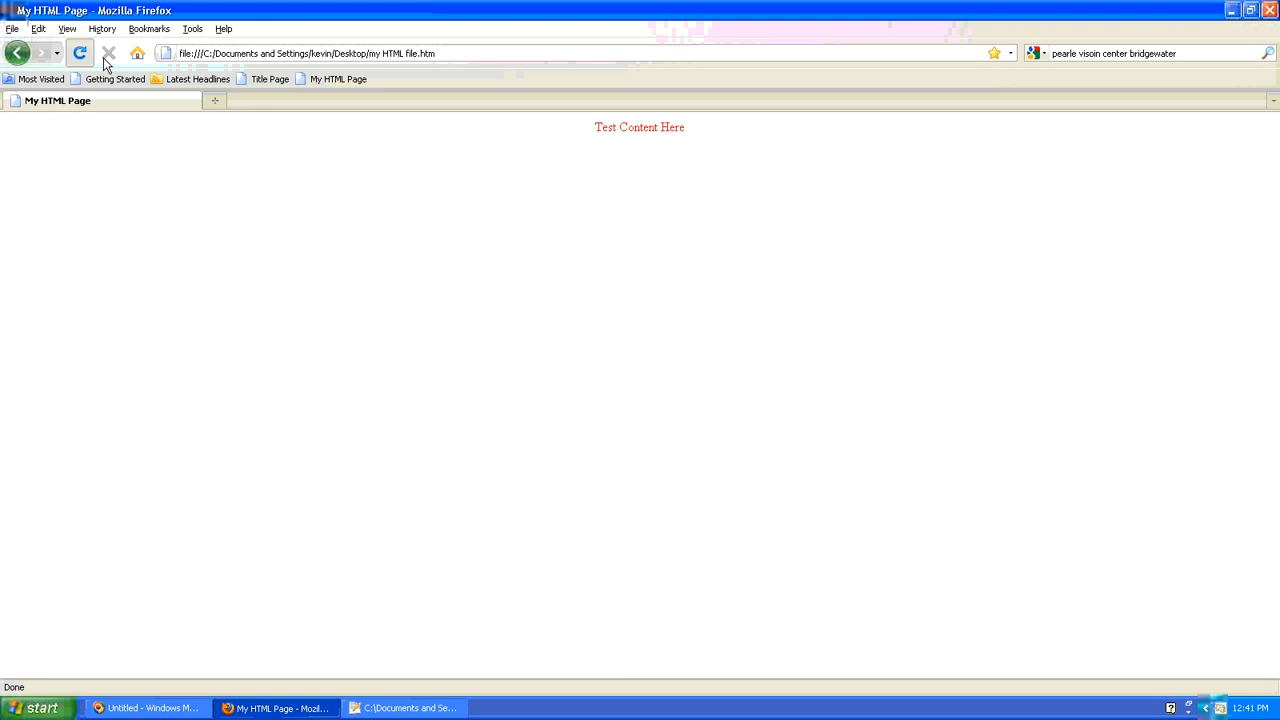 My HTML Page - Mozilla Firefox
File Edit View History Bookmarks Tools Help
file:///C:/Documents and Settings/kevin/Desktop/my HTML file.htm pearle visoin center bridgewater
Most Visited Getting Started Latest Headlines Title Page My HTML Page
My HTML Page
Test Content Here
Done
start Untitled - Windows M... My HTML Page - Mozil... C:\Documents and Se... 12:41 PM